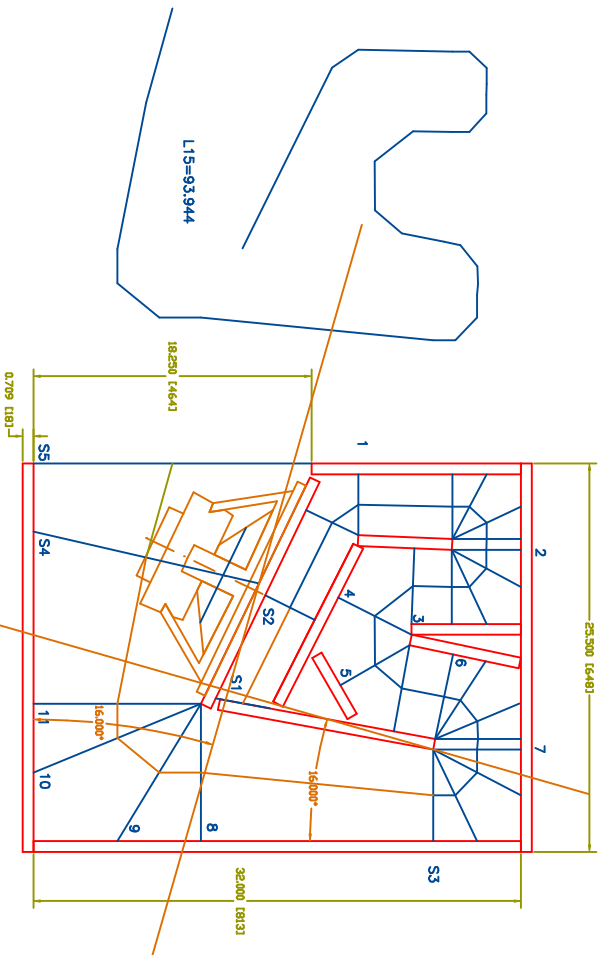 L15=93.944
18.250 [464]
0.709 [18]
S5
1
S4
2
25.500 [648]
4
3
S2
5
6
S1
11
16.000°
16.000°
7
10
9
8
S3
32.000 [813]